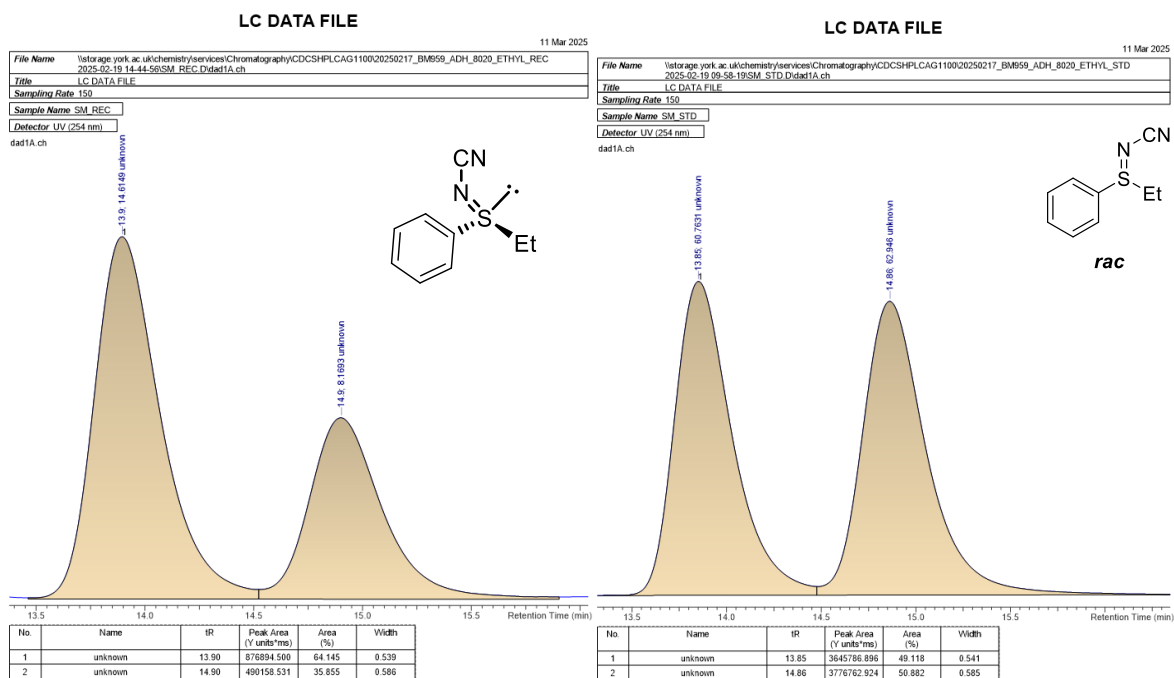 LC DATA FILE
11 Mar 2025
File Name \\storage.york.ac.uk\chemistry\services\Chromatography\CDCSHPLCAG1100\20250217_BM959_ADH_8020_ETHYL_REC
2025-02-19 14-44-56\SM_REC.D\dad1A.ch
Title LC DATA FILE
Sampling Rate 150
Sample Name SM_REC
Detector UV (254 nm)
dad1A.ch
13.9; 14.6149 unknown
14.9; 8.1693 unknown
CN
N
S
Et
13.5 14.0 14.5 15.0 15.5 Retention Time (min)
No. Name tR Peak Area (Y units*ms) Area (%) Width
1 unknown 13.90 876894.500 64.145 0.539
2 unknown 14.90 490158.531 35.855 0.586
LC DATA FILE
11 Mar 2025
File Name \\storage.york.ac.uk\chemistry\services\Chromatography\CDCSHPLCAG1100\20250217_BM959_ADH_8020_ETHYL_STD
2025-02-19 09-58-19\SM_STD.D\dad1A.ch
Title LC DATA FILE
Sampling Rate 150
Sample Name SM_STD
Detector UV (254 nm)
dad1A.ch
13.85; 60.7631 unknown
14.86; 62.946 unknown
CN
N
S
Et
rac
13.5 14.0 14.5 15.0 15.5 Retention Time (min)
No. Name tR Peak Area (Y units*ms) Area (%) Width
1 unknown 13.85 3645786.896 49.118 0.541
2 unknown 14.86 3776762.924 50.882 0.585